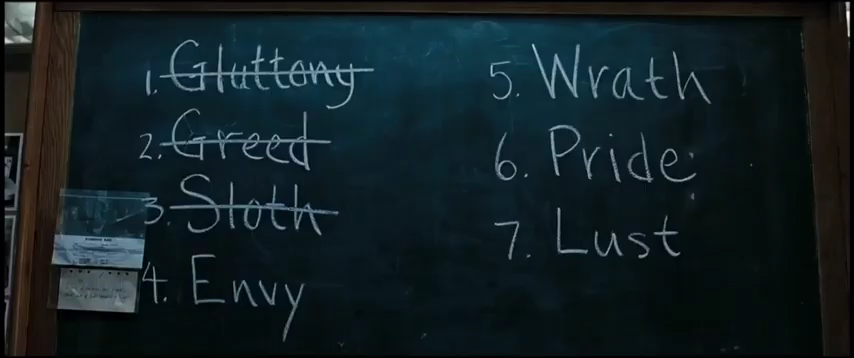 1. Gluttony
2. Greed
3. Sloth
4. Envy
5. Wrath
6. Pride
7. Lust